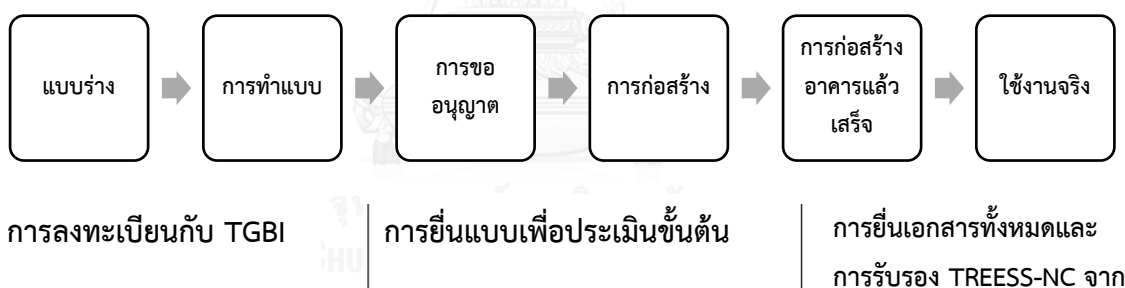 แบบร่าง
การทำแบบ
การขอ
อนุญาต
การก่อสร้าง
การก่อสร้าง
อาคารแล้ว
เสร็จ
ใช้งานจริง
การลงทะเบียนกับ TGBI
การยื่นแบบเพื่อประเมินขั้นต้น
การยื่นเอกสารทั้งหมดและ
การรับรอง TREESS-NC จาก